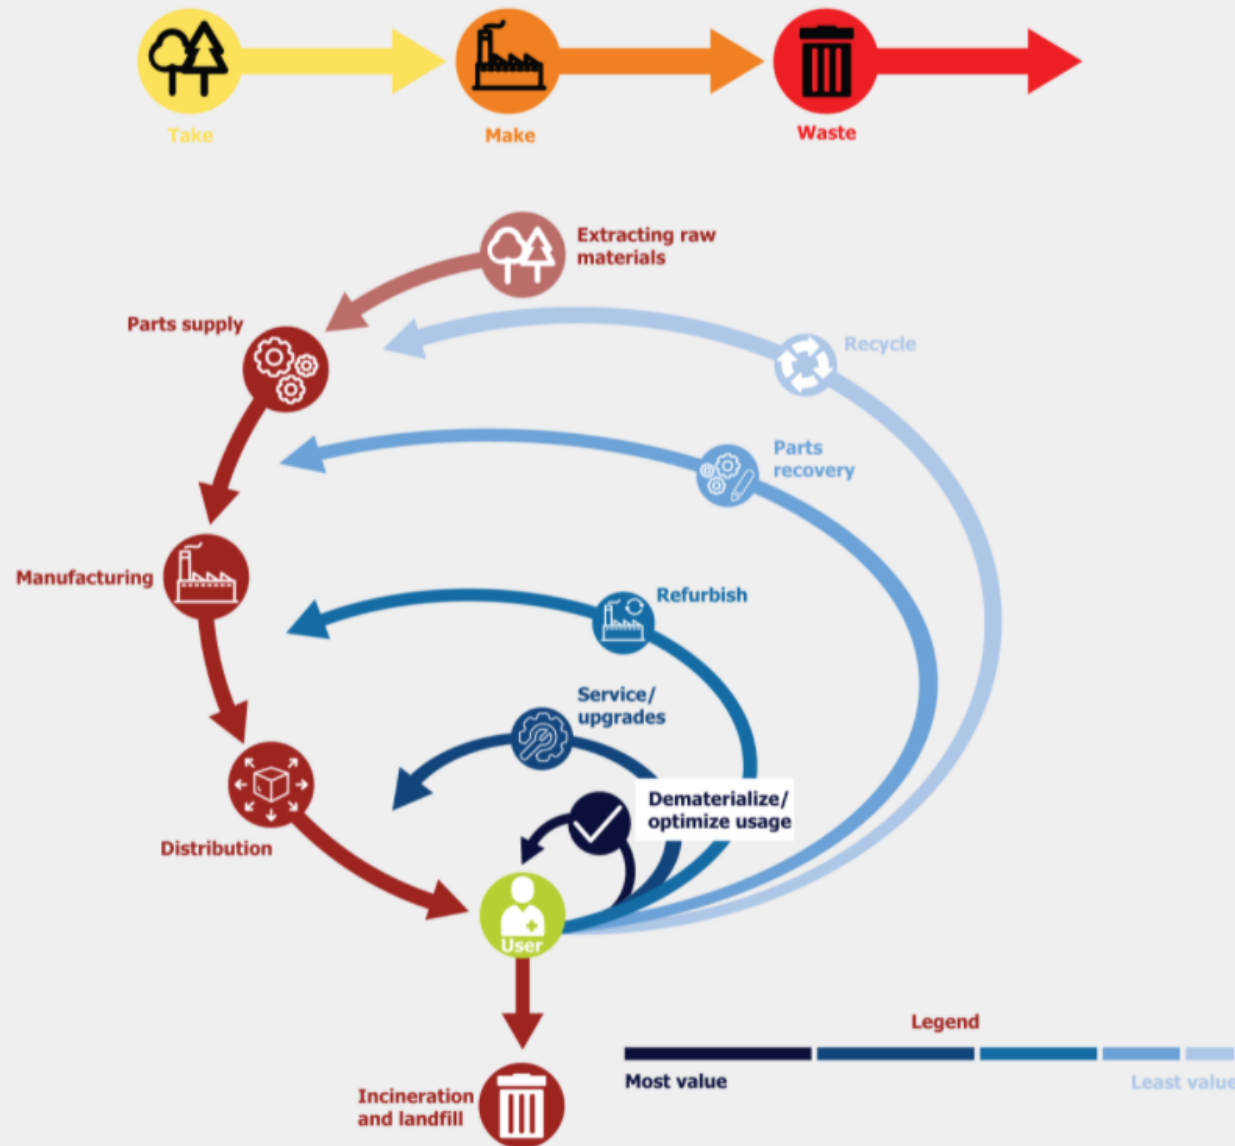 Take
Make
Waste
Extracting raw
materials
Parts supply
Recycle
Parts
recovery
Manufacturing
Refurbish
Service/
upgrades
Dematerialize/
optimize usage
Distribution
User
Legend
Most value
Least value
Incineration
and landfill